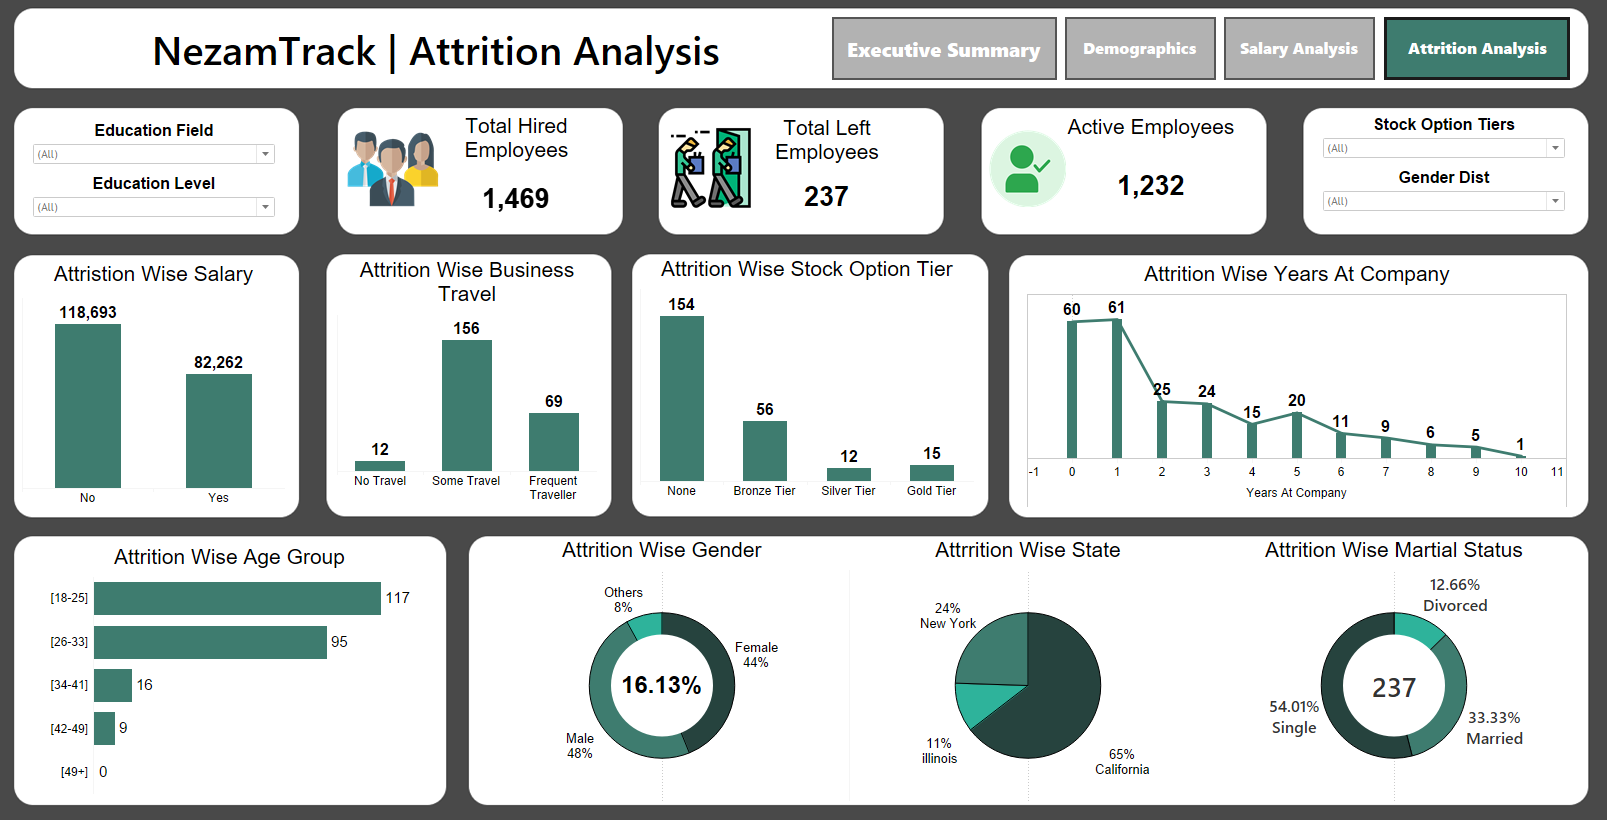 NezamTrack | Attrition Analysis
Executive Summary
Demographics
Salary Analysis
Attrition Analysis
Education Field
(All)
Education Level
(All)
Total Hired
Employees
1,469
Total Left
Employees
237
Active Employees
1,232
Stock Option Tiers
(All)
Gender Dist
(All)
Attristion Wise Salary
118,693
82,262
No
Yes
Attrition Wise Business
Travel
156
69
12
No Travel
Some Travel
Frequent
Traveller
Attrition Wise Stock Option Tier
154
56
12
15
None
Bronze Tier
Silver Tier
Gold Tier
Attrition Wise Years At Company
60
61
25
24
15
20
11
9
6
5
1
-1
0
1
2
3
4
5
6
7
8
9
10
11
Years At Company
Attrition Wise Age Group
[18-25]
117
[26-33]
95
[34-41]
16
[42-49]
9
[49+]
0
Attrition Wise Gender
Others
8%
Female
44%
16.13%
Male
48%
Attrrition Wise State
24%
New York
11%
illinois
65%
California
Attrition Wise Martial Status
12.66%
Divorced
237
54.01%
Single
33.33%
Married